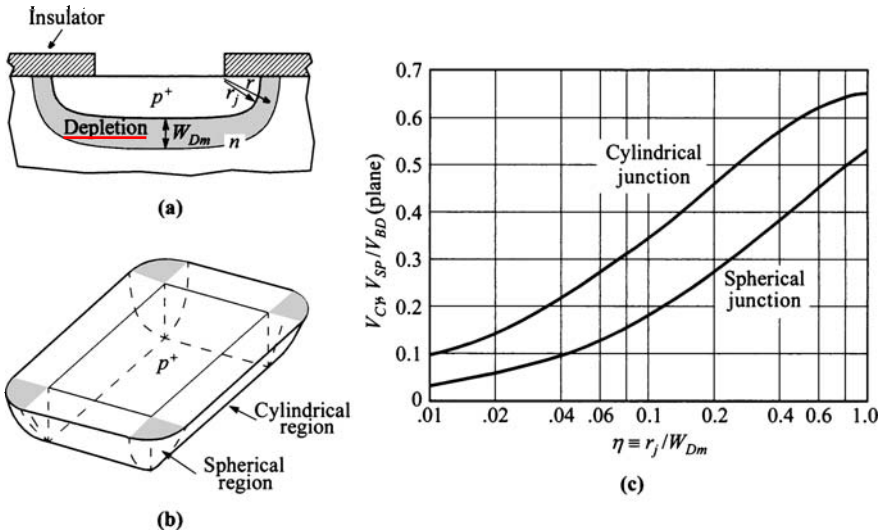 Insulator
p+
r
rj
Depletion
WDm
n
(a)
p+
Cylindrical
region
Spherical
region
(b)
VCY, VSP/VBD (plane)
0.7
0.6
0.5
0.4
0.3
0.2
0.1
0
Cylindrical
junction
Spherical
junction
.01 .02 .04 .06 0.1 0.2 0.4 0.6 1.0
η ≡ rj/WDm
(c)